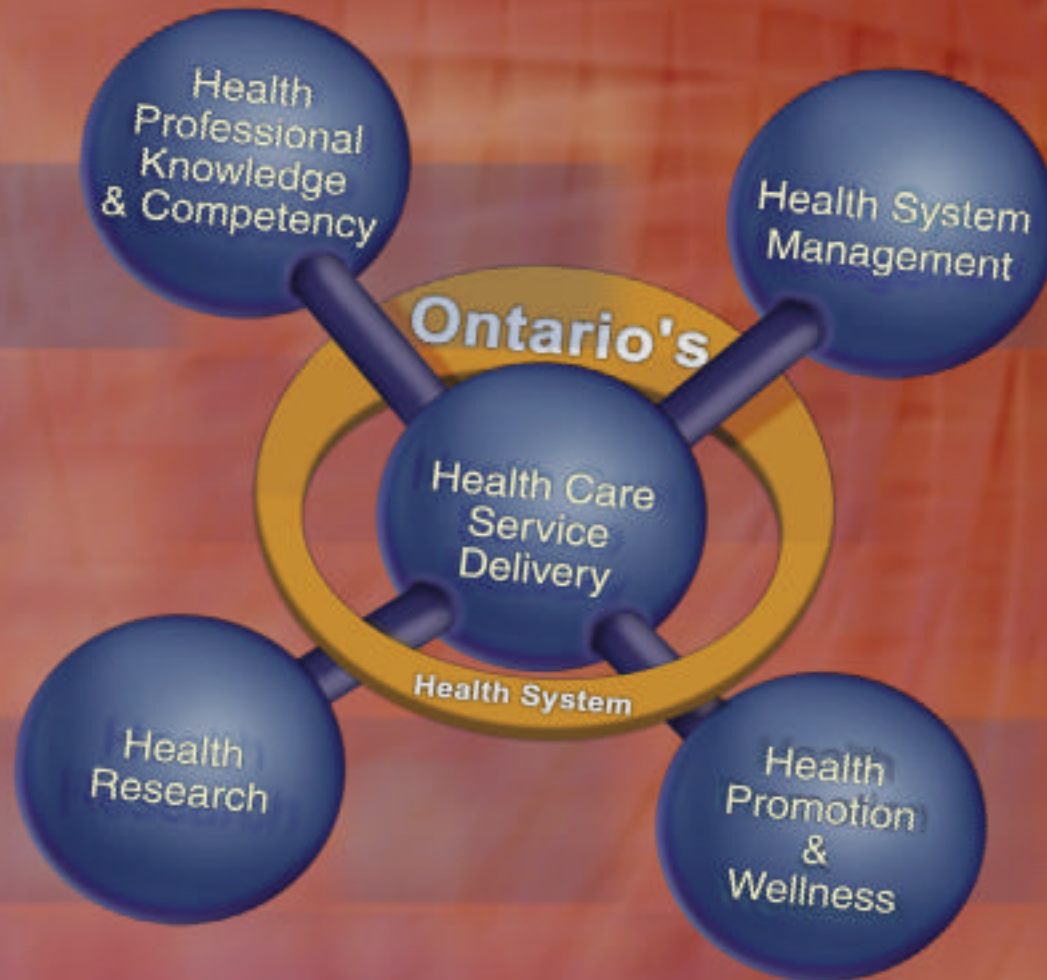 Health
Professional
Knowledge
& Competency
Health System
Management
Ontario's
Health Care
Service
Delivery
Health System
Health
Research
Health
Promotion
&
Wellness